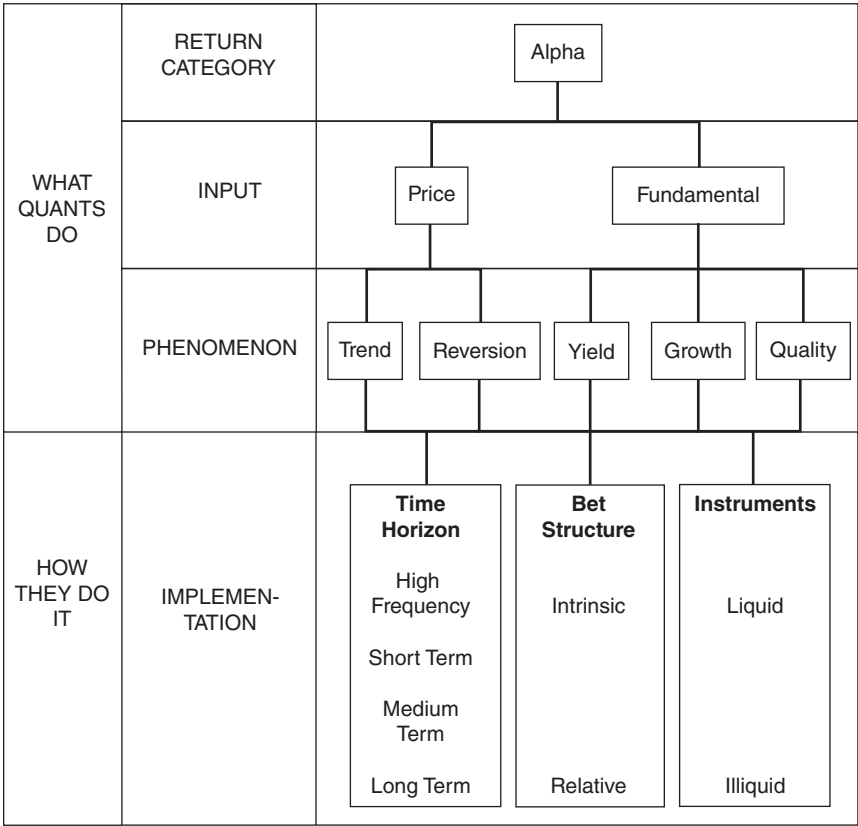 RETURN
CATEGORY
Alpha
WHAT
QUANTS
DO
INPUT
Price
Fundamental
PHENOMENON
Trend
Reversion
Yield
Growth
Quality
HOW
THEY DO
IT
IMPLEMEN-
TATION
Time
Horizon
High
Frequency
Short Term
Medium
Term
Long Term
Bet
Structure
Intrinsic
Relative
Instruments
Liquid
Illiquid